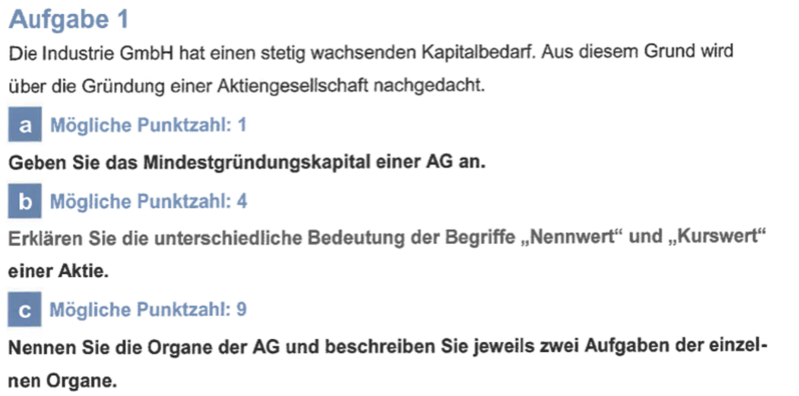 Aufgabe 1
Die Industrie GmbH hat einen stetig wachsenden Kapitalbedarf. Aus diesem Grund wird
über die Gründung einer Aktiengesellschaft nachgedacht.
a Mögliche Punktzahl: 1
Geben Sie das Mindestgründungskapital einer AG an.
b Mögliche Punktzahl: 4
Erklären Sie die unterschiedliche Bedeutung der Begriffe „Nennwert“ und „Kurswert“
einer Aktie.
c Mögliche Punktzahl: 9
Nennen Sie die Organe der AG und beschreiben Sie jeweils zwei Aufgaben der einzel-
nen Organe.